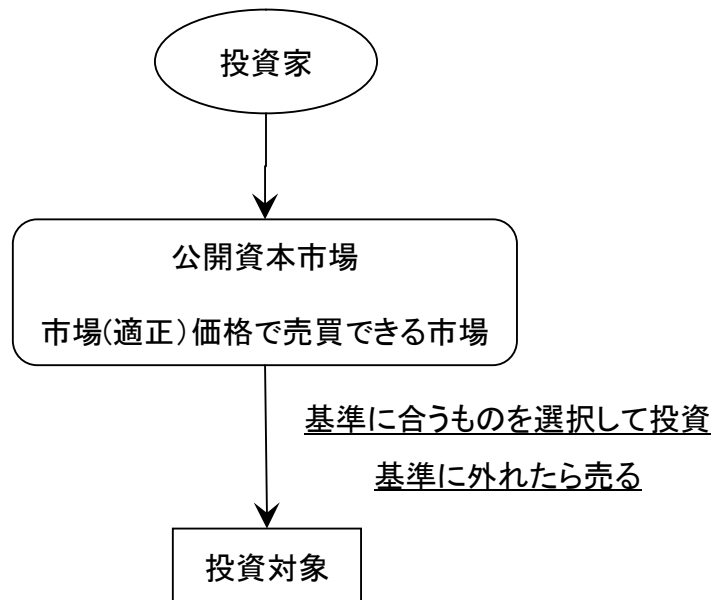 投資家
公開資本市場
市場(適正)価格で売買できる市場
基準に合うものを選択して投資
基準に外れたら売る
投資対象